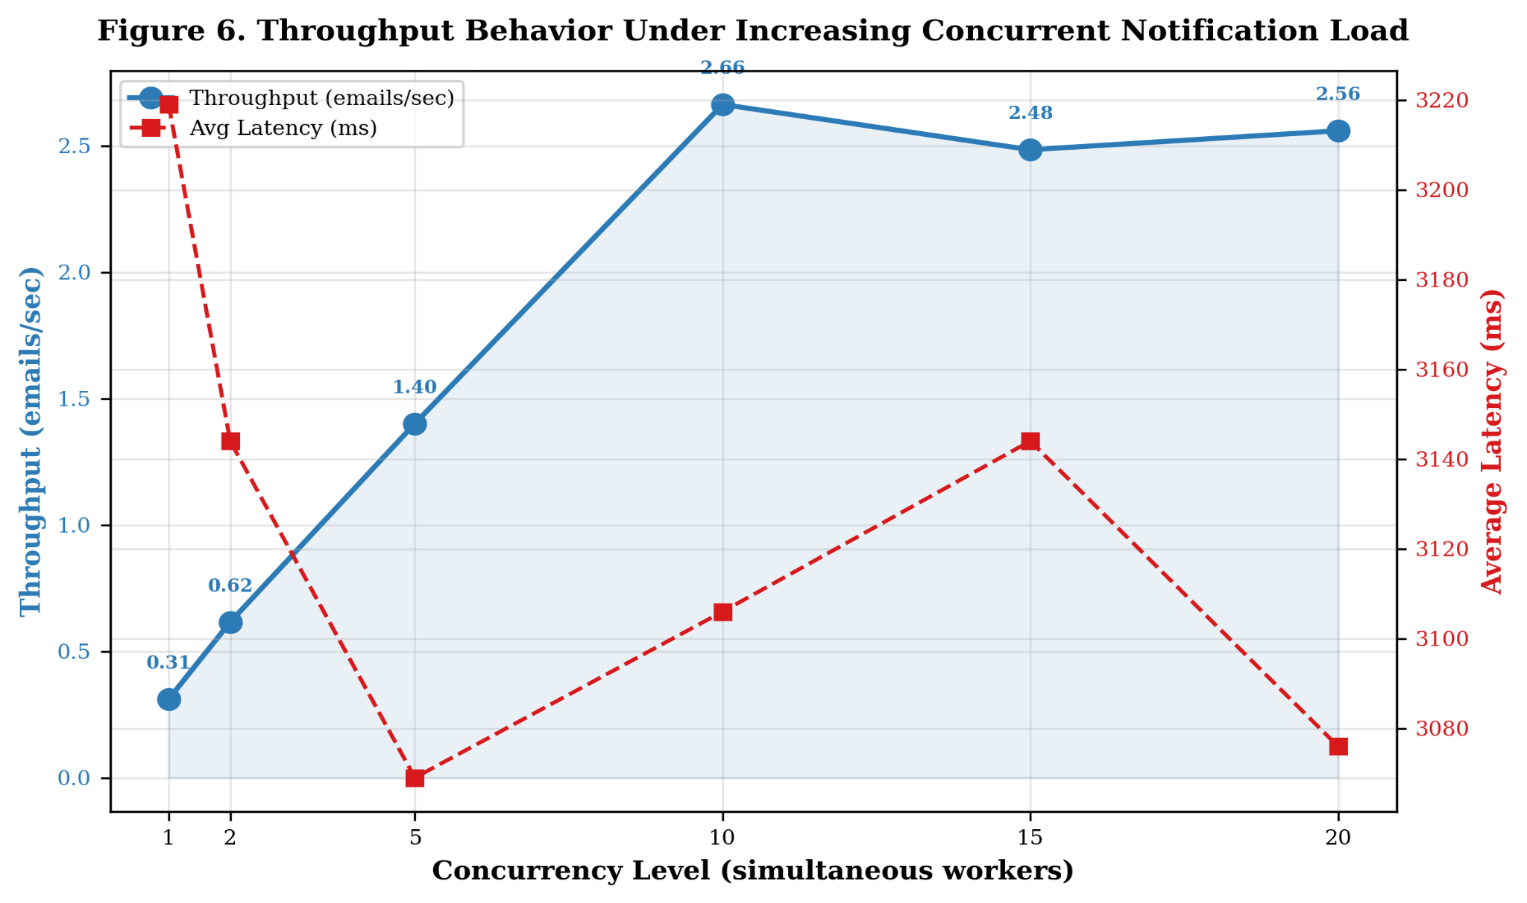 Figure 6. Throughput Behavior Under Increasing Concurrent Notification Load
Throughput (emails/sec)
Avg Latency (ms)
2.66
2.48
2.56
1.40
0.62
0.31
Throughput (emails/sec)
2.5
2.0
1.5
1.0
0.5
0.0
3220
3200
3180
3160
3140
3120
3100
3080
Average Latency (ms)
1 2 5 10 15 20
Concurrency Level (simultaneous workers)